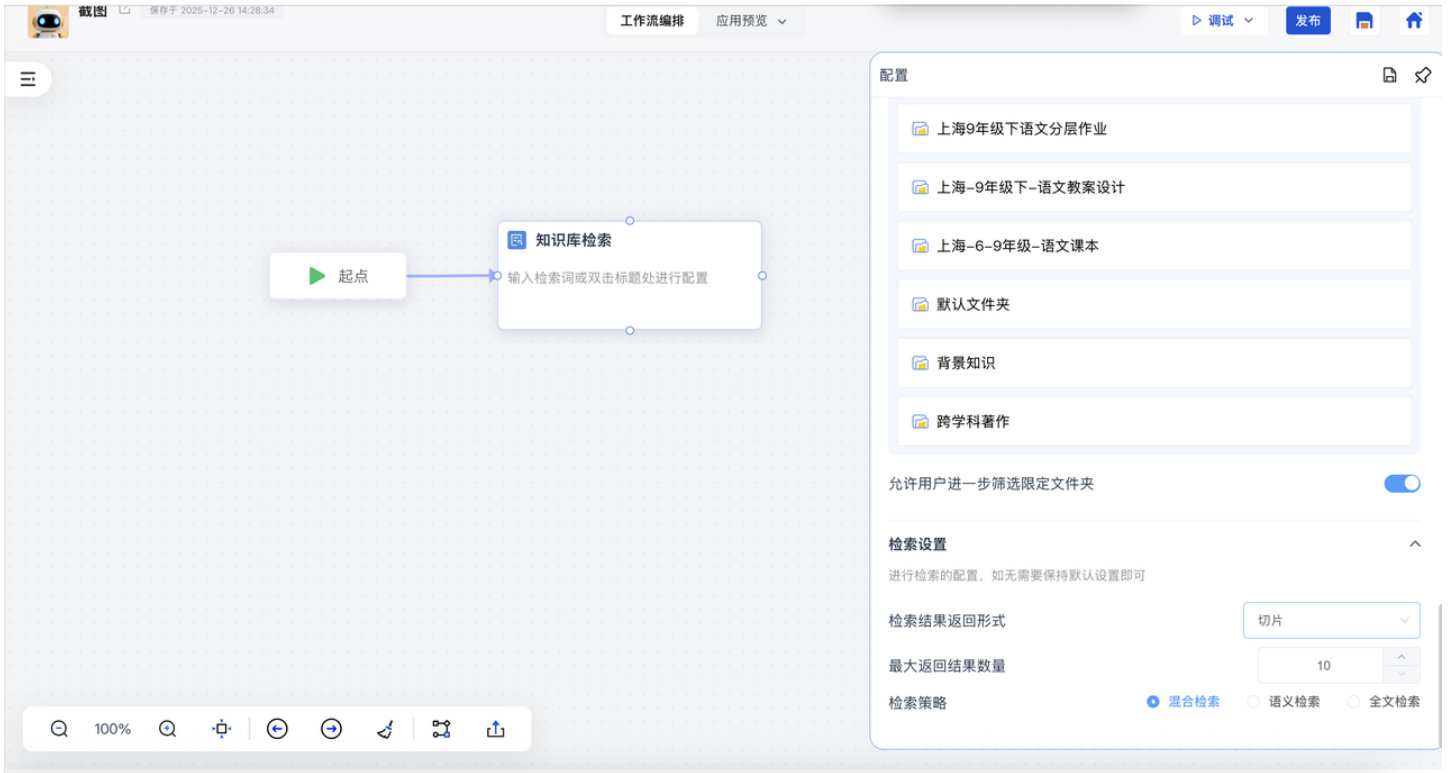 截图
保存于 2025-12-26 14:28:34
工作流编排
应用预览
调试
发布
配置
上海9年级下语文分层作业
上海-9年级下-语文教案设计
上海-6-9年级-语文课本
默认文件夹
背景知识
跨学科著作
允许用户进一步筛选限定文件夹
检索设置
进行检索的配置，如无需要保持默认设置即可
检索结果返回形式
切片
最大返回结果数量
10
检索策略
混合检索
语义检索
全文检索
起点
知识库检索
输入检索词或双击标题处进行配置
100%